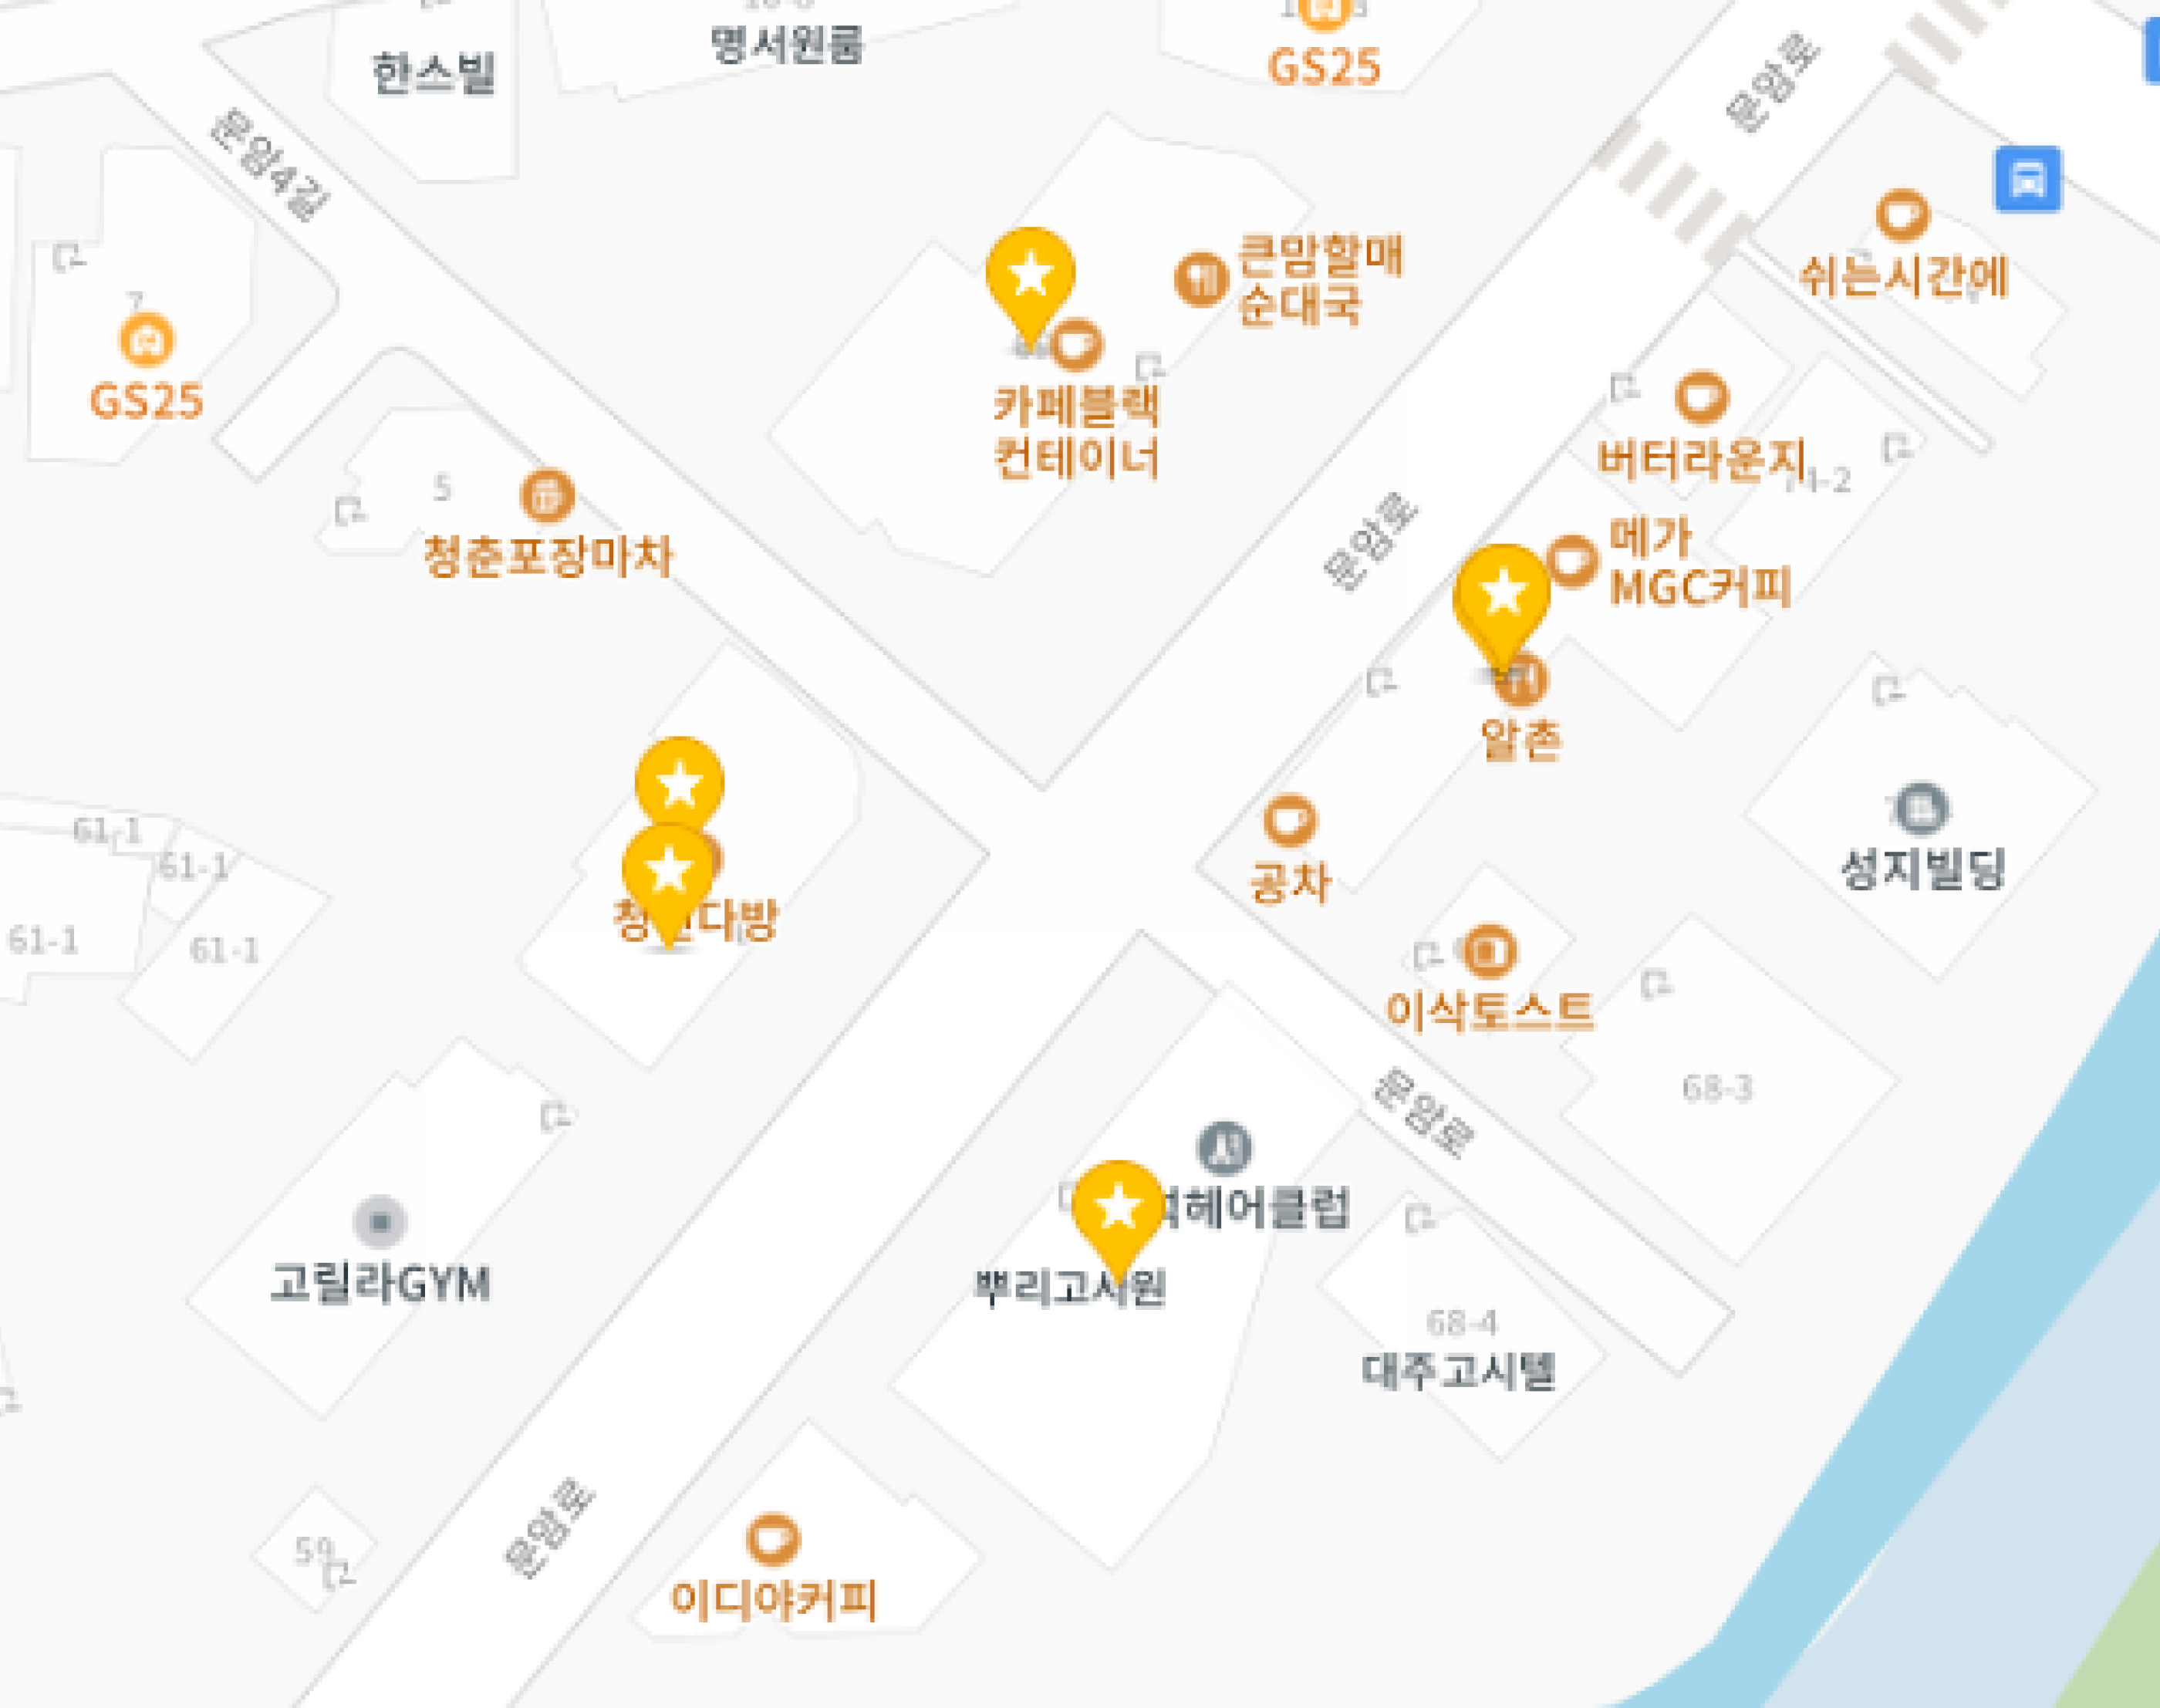 한스빌
명서원룸
GS25
문암로
문암4길
쉬는시간에
큰맘할매
순대국
7
GS25
카페블랙
컨테이너
버터라운지
5
청춘포장마차
문암로
메가
MGC커피
알촌
61-1
61-1
61-1
61-1
다방
공차
성지빌딩
이삭토스트
68-3
문암로
헤어클럽
고릴라GYM
뿌리고시원
68-4
대주고시텔
문암로
59
이디야커피